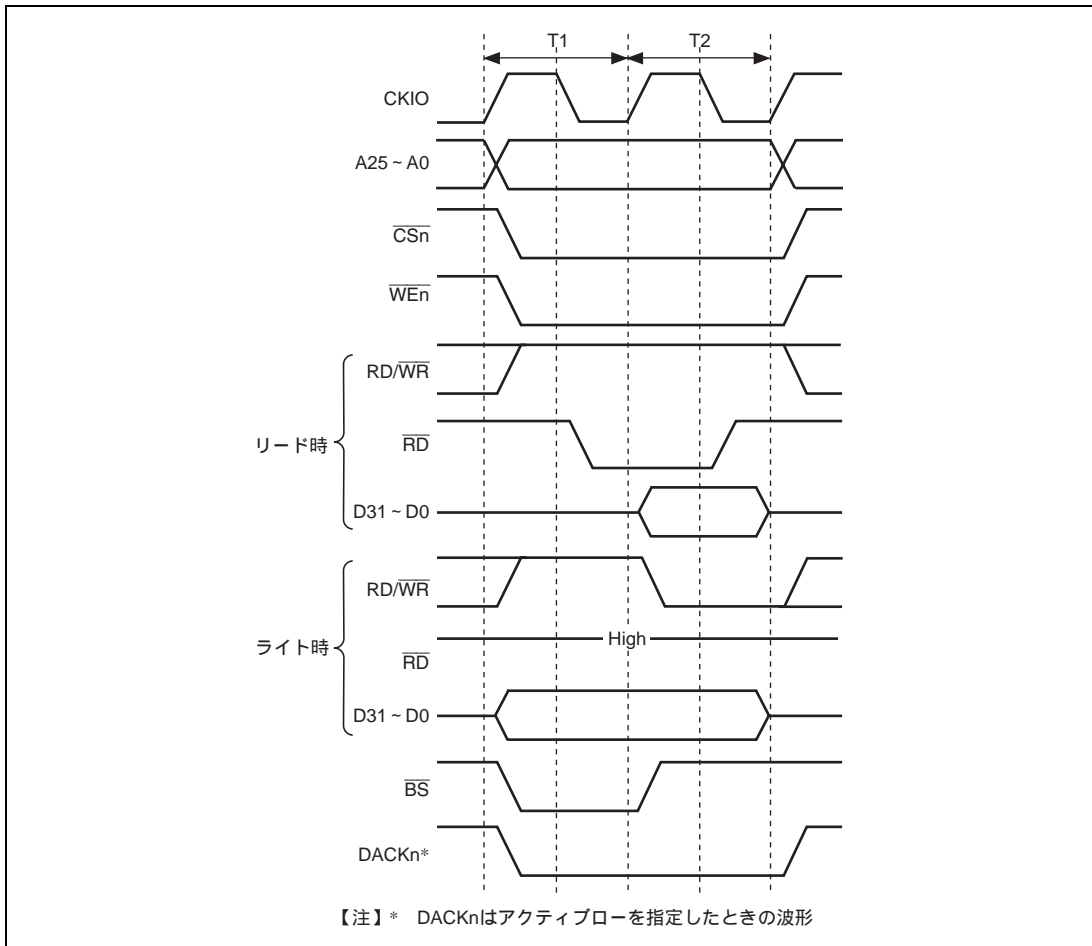 T1 T2
CKIO
A25 ~ A0
CSn
WEn
RD/WR
リード時
RD
D31 ~ D0
RD/WR
ライト時
High
RD
D31 ~ D0
BS
DACKn*
【注】* DACKnはアクティブローを指定したときの波形